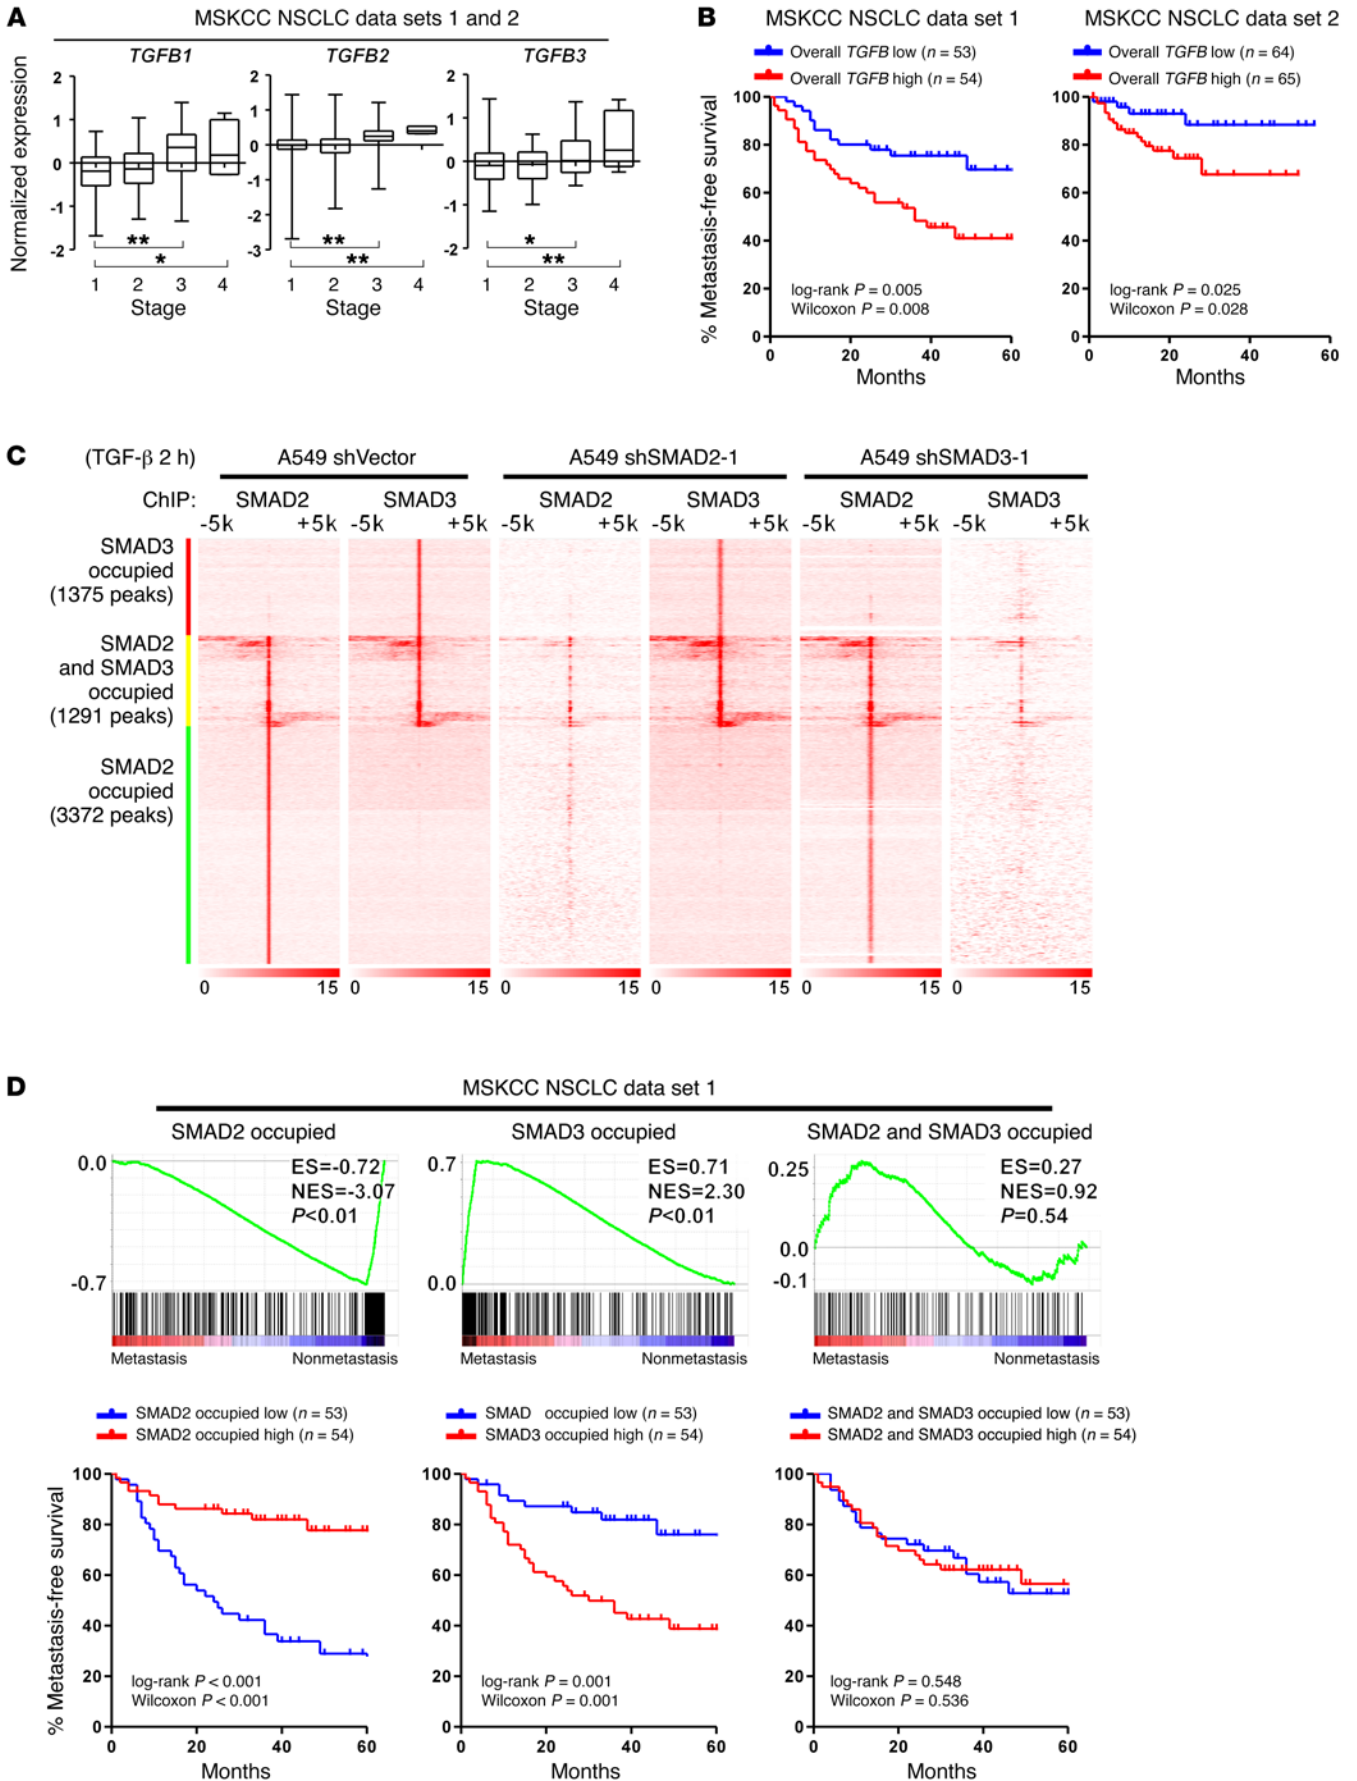 A
MSKCC NSCLC data sets 1 and 2
TGFB1
TGFB2
TGFB3
Normalized expression
2
1
0
-1
-2
2
1
0
-1
-2
-3
2
1
0
-1
-2
**
*
**
**
*
**
1 2 3 4
1 2 3 4
1 2 3 4
Stage
Stage
Stage
B
MSKCC NSCLC data set 1
Overall TGFB low (n = 53)
Overall TGFB high (n = 54)
% Metastasis-free survival
100
80
60
40
20
0
log-rank P = 0.005
Wilcoxon P = 0.008
0 20 40 60
Months
MSKCC NSCLC data set 2
Overall TGFB low (n = 64)
Overall TGFB high (n = 65)
100
80
60
40
20
0
log-rank P = 0.025
Wilcoxon P = 0.028
0 20 40 60
Months
C
(TGF-β 2 h)
A549 shVector
A549 shSMAD2-1
A549 shSMAD3-1
ChIP: SMAD2 SMAD3 SMAD2 SMAD3 SMAD2 SMAD3
-5k +5k -5k +5k -5k +5k -5k +5k -5k +5k -5k +5k
SMAD3
occupied
(1375 peaks)
SMAD2
and SMAD3
occupied
(1291 peaks)
SMAD2
occupied
(3372 peaks)
0 15 0 15 0 15 0 15 0 15 0 15
D
MSKCC NSCLC data set 1
SMAD2 occupied
0.0
-0.7
ES=-0.72
NES=-3.07
P<0.01
Metastasis Nonmetastasis
SMAD3 occupied
0.7
0.0
ES=0.71
NES=2.30
P<0.01
Metastasis Nonmetastasis
SMAD2 and SMAD3 occupied
0.25
0.0
-0.1
ES=0.27
NES=0.92
P=0.54
Metastasis Nonmetastasis
SMAD2 occupied low (n = 53)
SMAD2 occupied high (n = 54)
% Metastasis-free survival
100
80
60
40
20
0
log-rank P < 0.001
Wilcoxon P < 0.001
0 20 40 60
Months
SMAD occupied low (n = 53)
SMAD3 occupied high (n = 54)
100
80
60
40
20
0
log-rank P = 0.001
Wilcoxon P = 0.001
0 20 40 60
Months
SMAD2 and SMAD3 occupied low (n = 53)
SMAD2 and SMAD3 occupied high (n = 54)
100
80
60
40
20
0
log-rank P = 0.548
Wilcoxon P = 0.536
0 20 40 60
Months